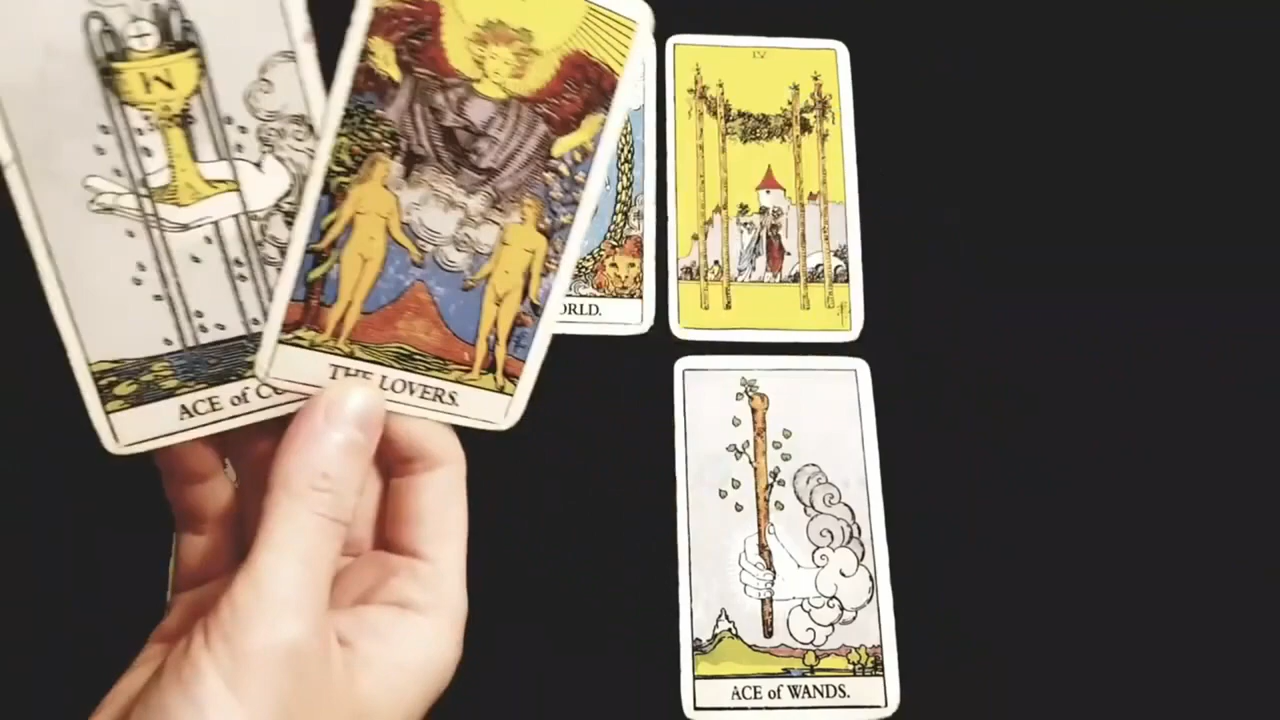 ACE of C
THE LOVERS.
ORLD.
IV
ACE of WANDS.